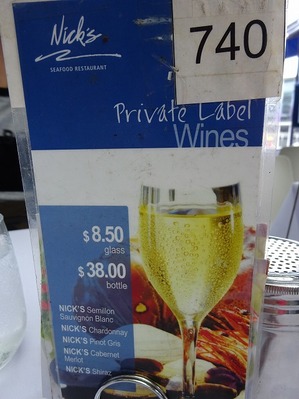 Nick's
SEAFOOD RESTAURANT
740
Private Label
Wines
$8.50
glass
$38.00
bottle
NICK'S Semillon
Sauvignon Blanc
NICK'S Chardonnay
NICK'S Pinot Gris
NICK'S Cabernet
Merlot
NICK'S Shiraz